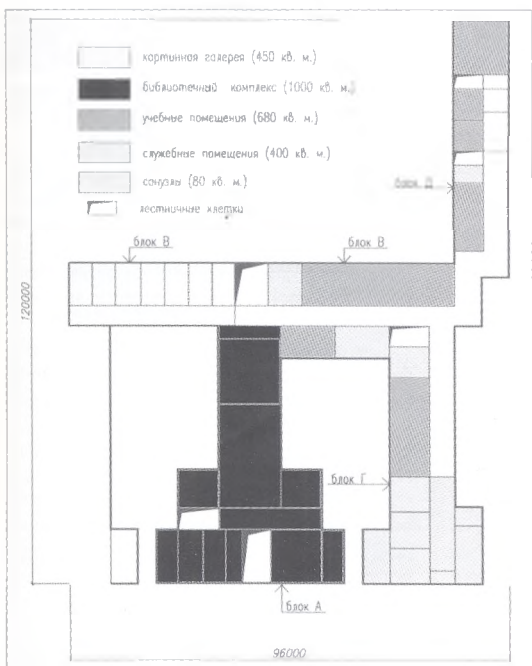 картинная галерея (450 кв. м.)
библиотечный комплекс (1000 кв. м.)
учебные помещения (680 кв. м.)
служебные помещения (400 кв. м.)
санузлы (80 кв. м.)
лестничные клетки
блок Д
блок В
блок В
120000
блок Г
блок А
96000